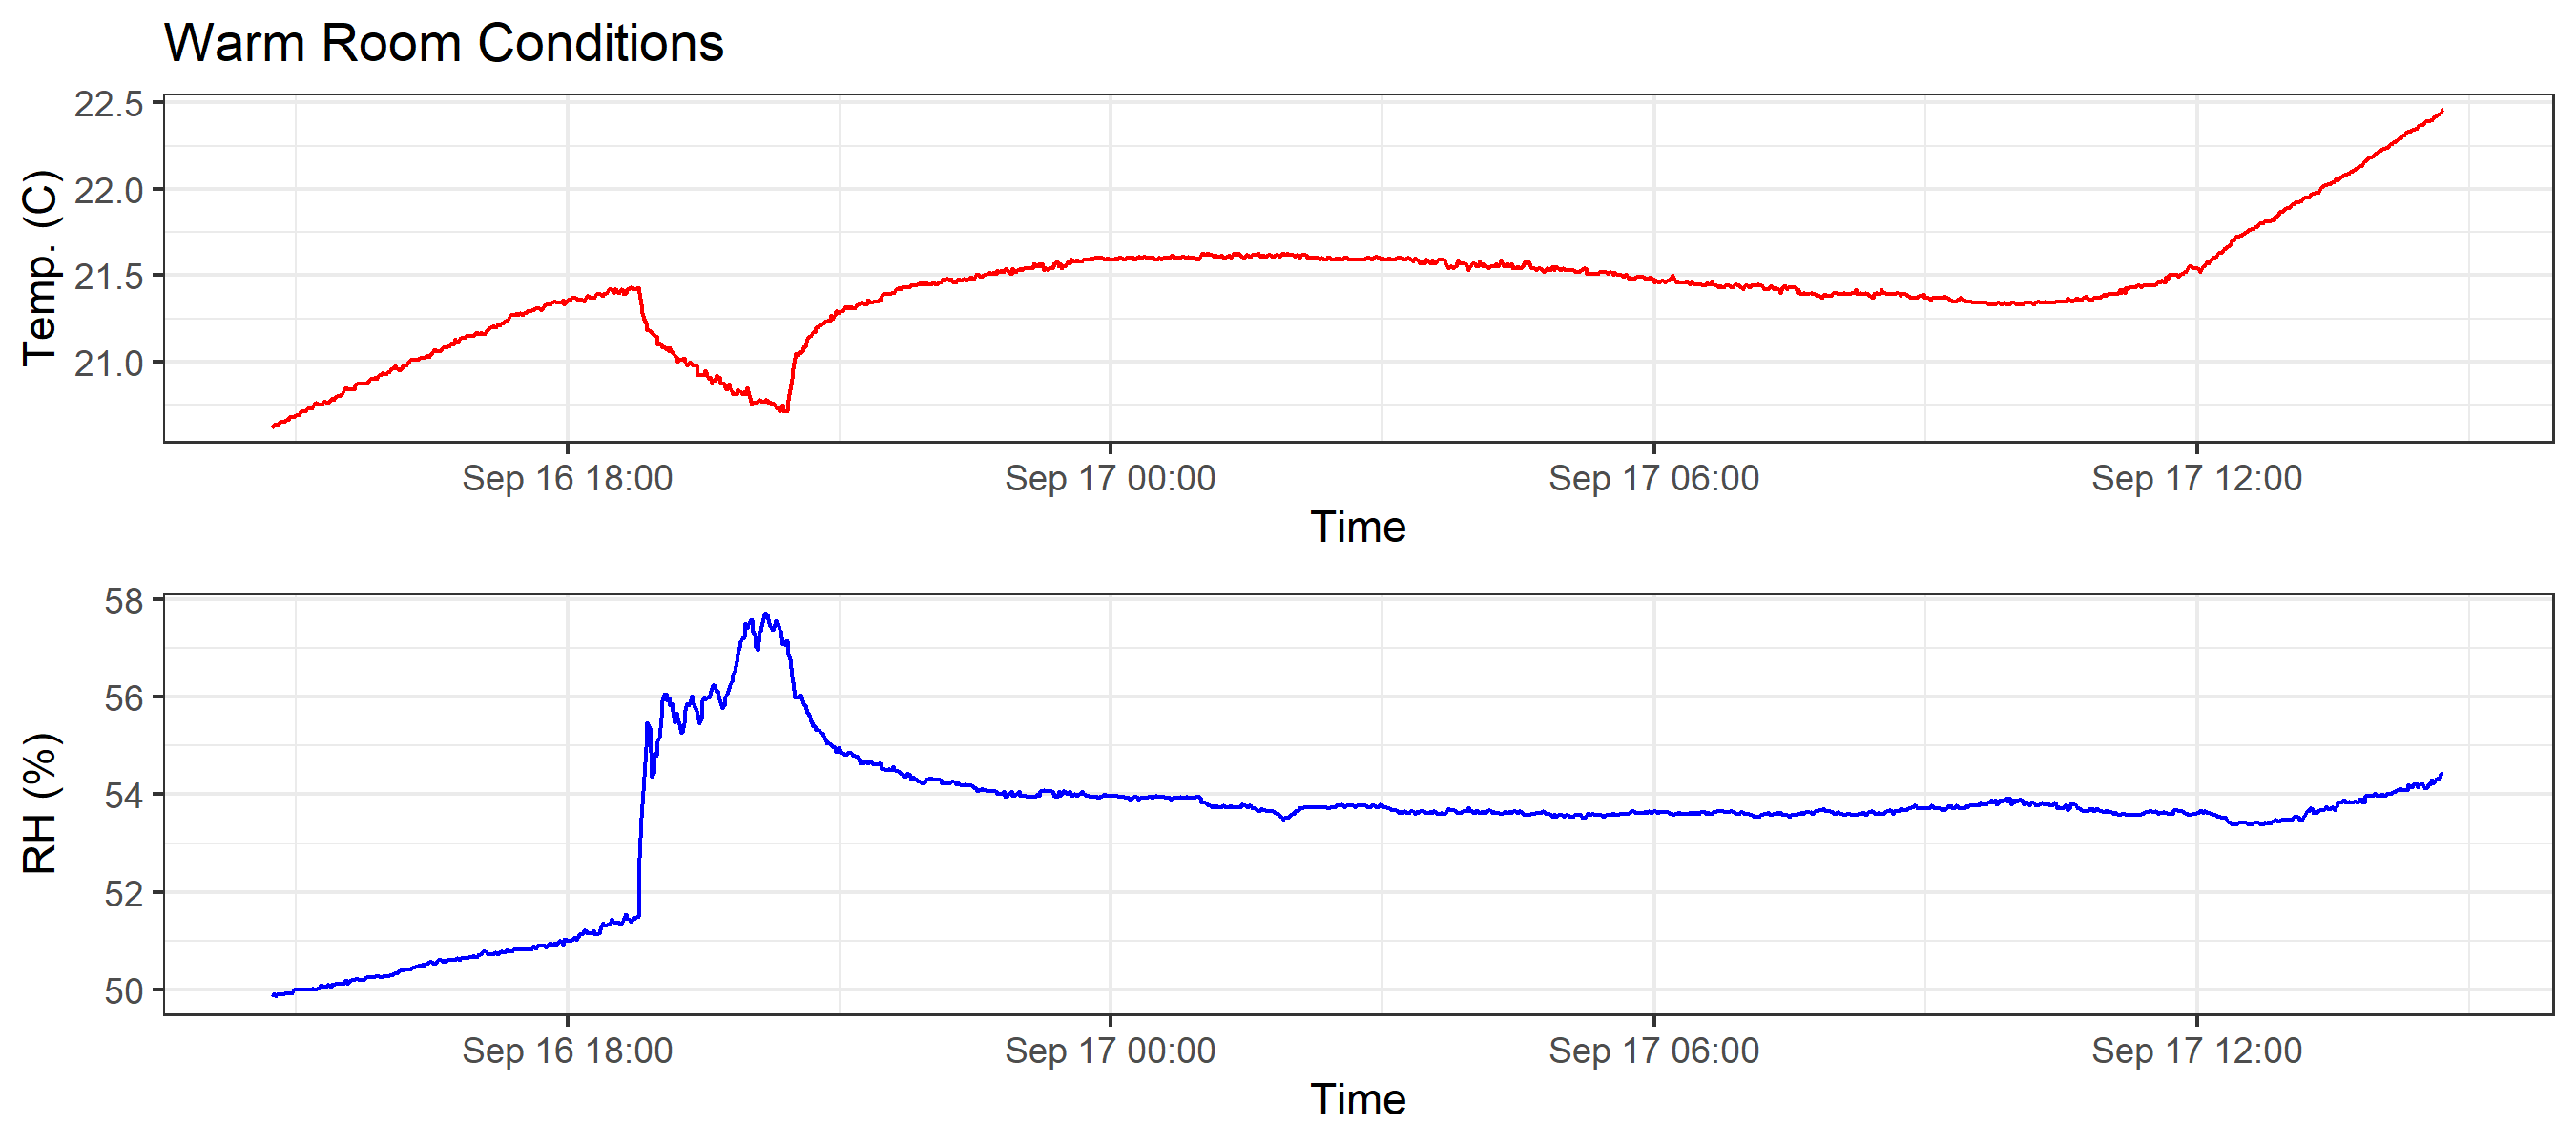 Warm Room Conditions
22.5
22.0
21.5
21.0
Temp. (C)
Sep 16 18:00 Sep 17 00:00 Sep 17 06:00 Sep 17 12:00
Time
58
56
54
52
50
RH (%)
Sep 16 18:00 Sep 17 00:00 Sep 17 06:00 Sep 17 12:00
Time